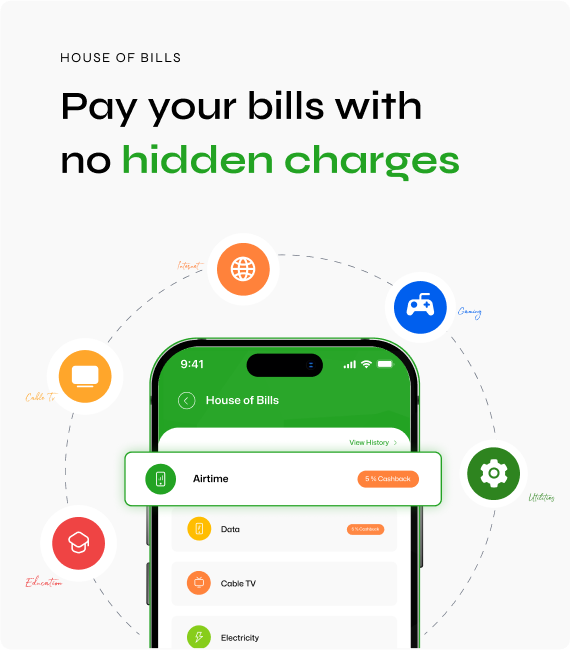 HOUSE OF BILLS
Pay your bills with
no hidden charges
Internet
Gaming
Cable Tv
9:41
House of Bills
View History
Airtime
5 % Cashback
Utilities
Data
5 % Cashback
Education
Cable TV
Electricity